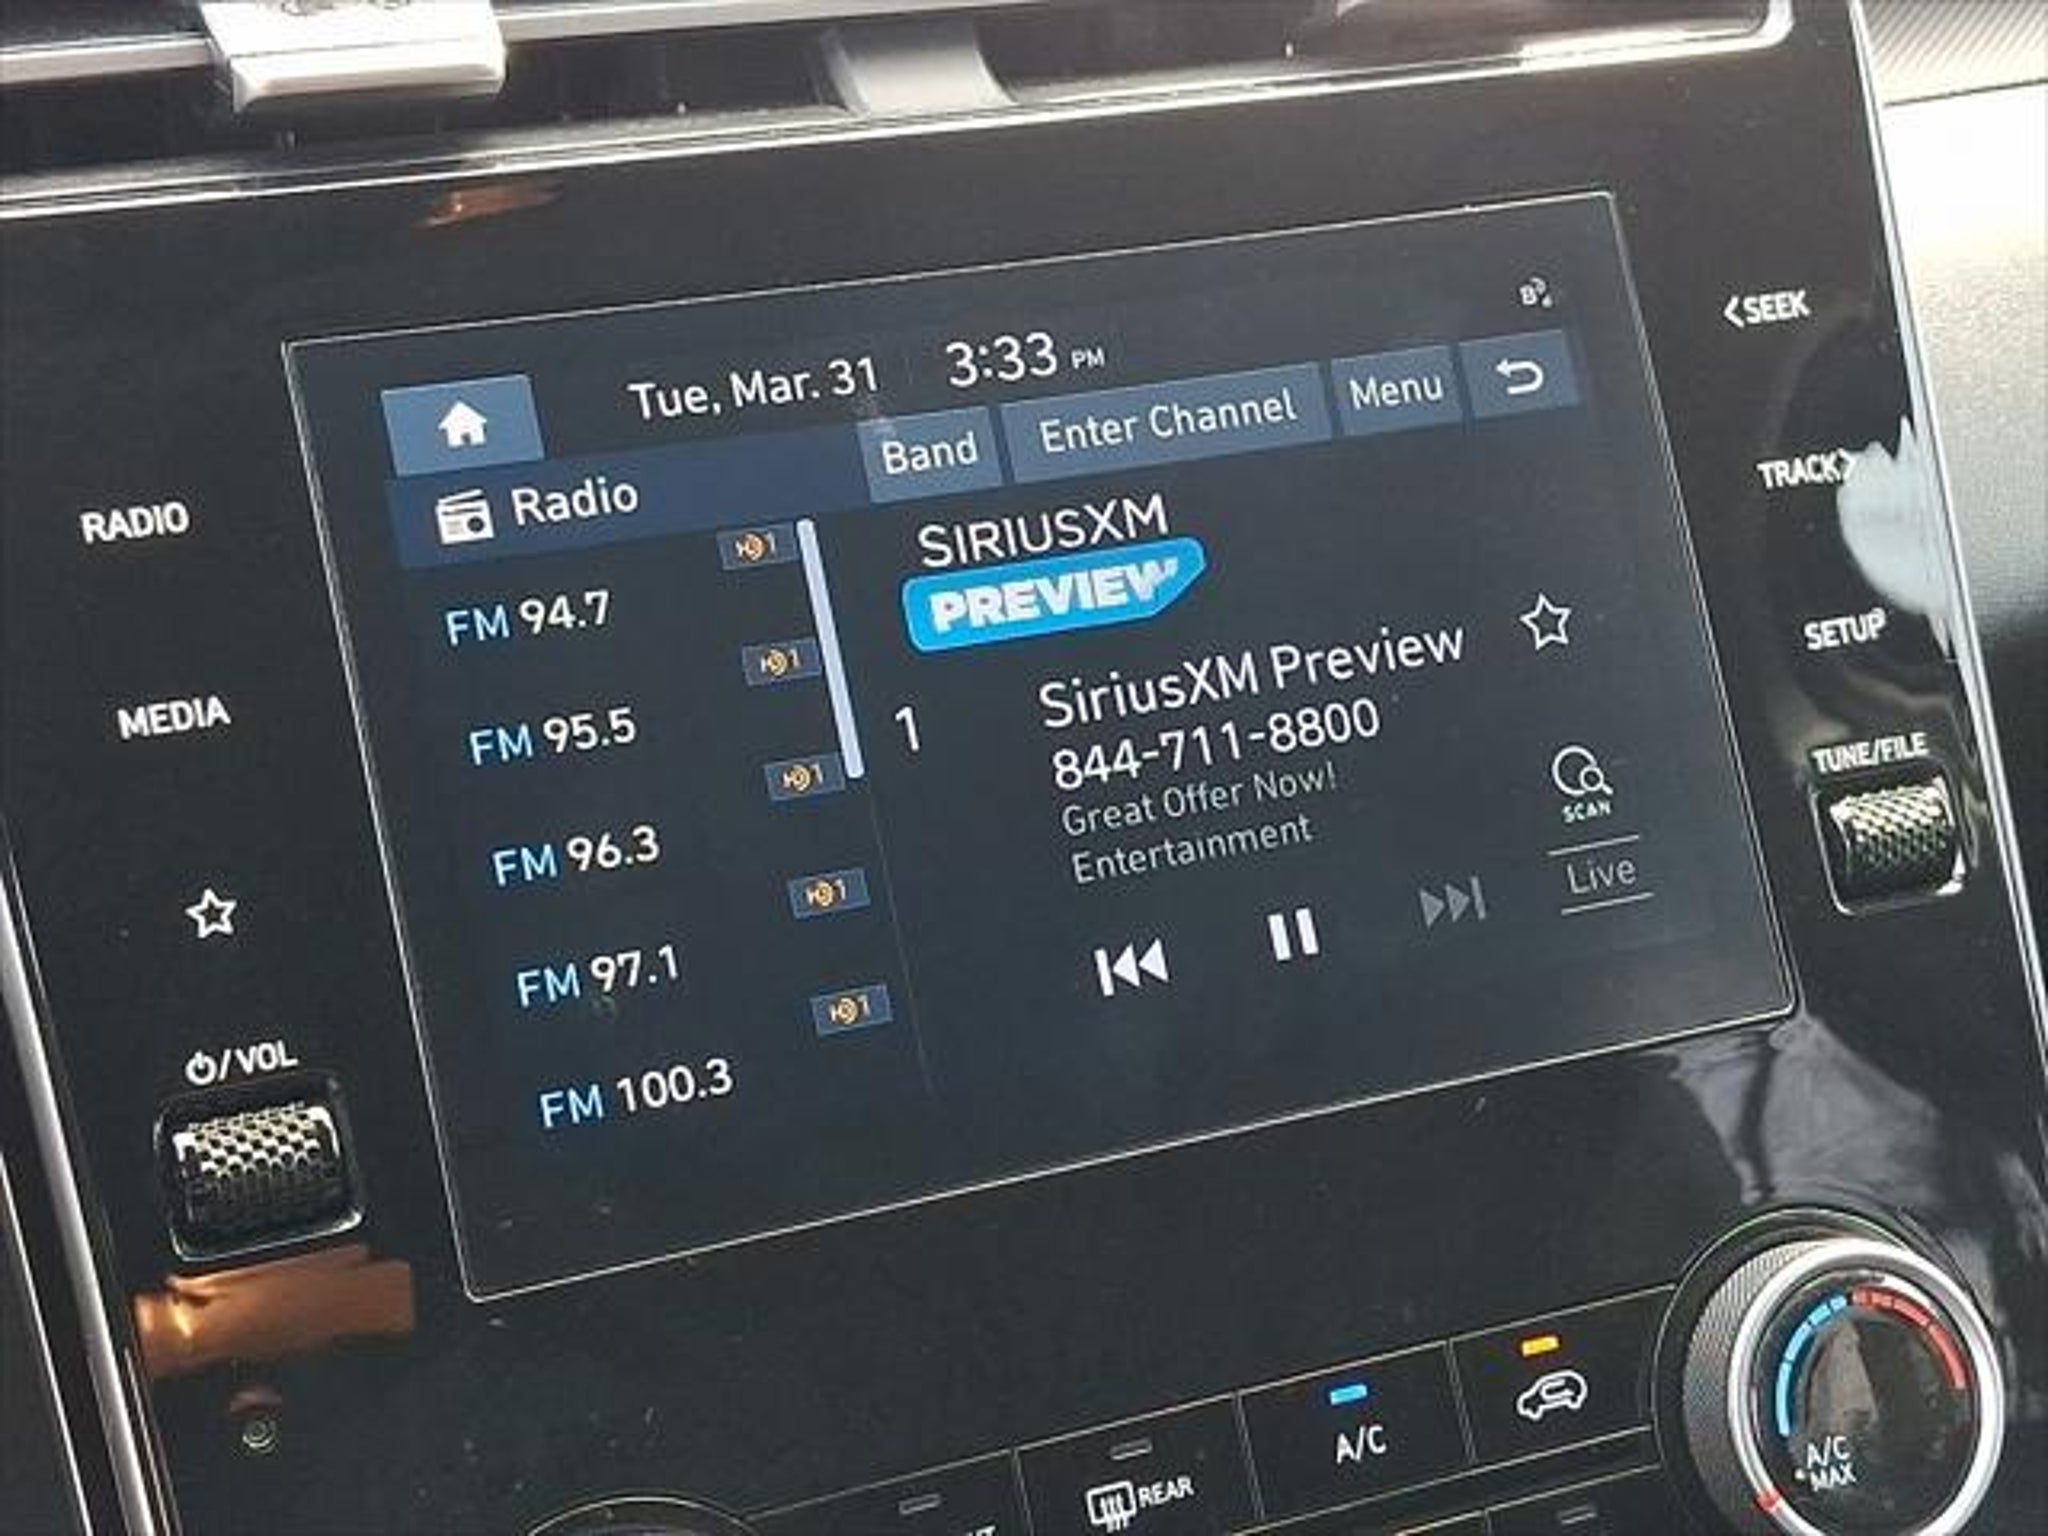 Tue, Mar. 31 3:33 PM
Band Enter Channel Menu
Radio
FM 94.7
FM 95.5
FM 96.3
FM 97.1
FM 100.3
SIRIUSXM
PREVIEW
1 SiriusXM Preview
844-711-8800
Great Offer Now!
Entertainment
SCAN
Live
RADIO
MEDIA
/VOL
<SEEK
TRACK>
SETUP
TUNE/FILE
REAR
A/C
A/C
MAX